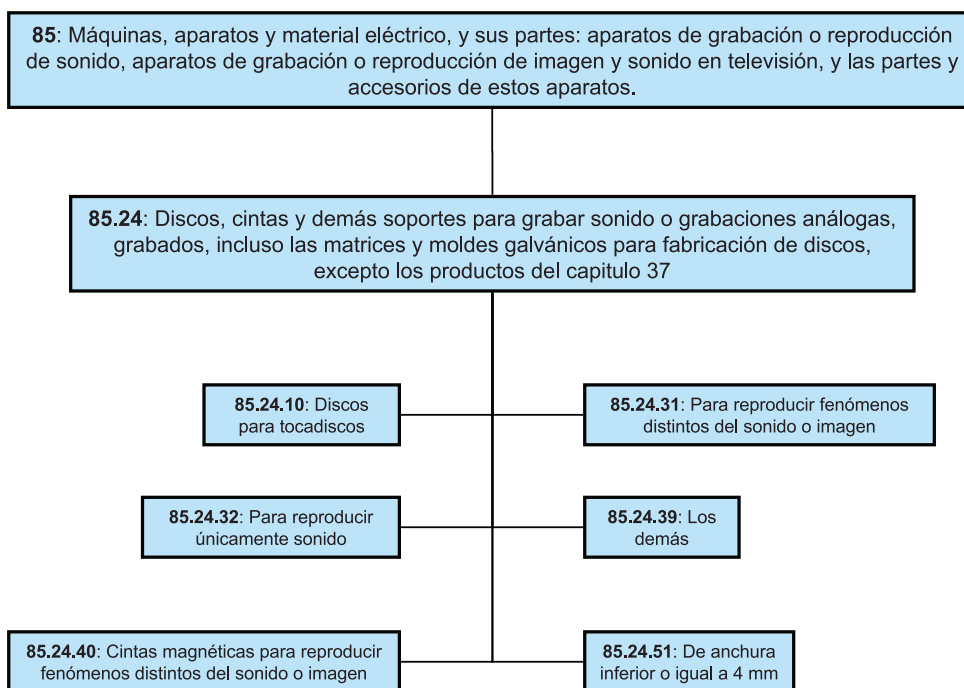 85: Máquinas, aparatos y material eléctrico, y sus partes: aparatos de grabación o reproducción
de sonido, aparatos de grabación o reproducción de imagen y sonido en televisión, y las partes y
accesorios de estos aparatos.
85.24: Discos, cintas y demás soportes para grabar sonido o grabaciones análogas,
grabados, incluso las matrices y moldes galvánicos para fabricación de discos,
excepto los productos del capitulo 37
85.24.10: Discos
para tocadiscos
85.24.31: Para reproducir fenómenos
distintos del sonido o imagen
85.24.32: Para reproducir
únicamente sonido
85.24.39: Los
demás
85.24.40: Cintas magnéticas para reproducir
fenómenos distintos del sonido o imagen
85.24.51: De anchura
inferior o igual a 4 mm